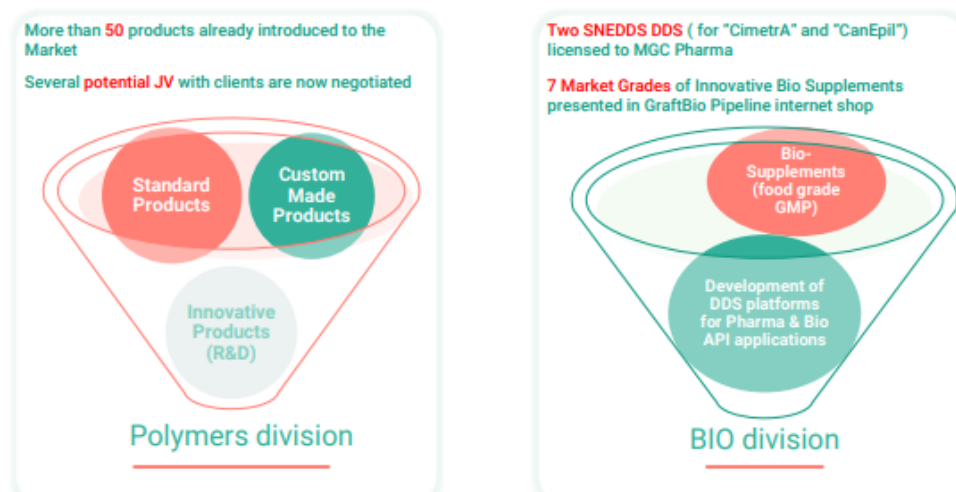 More than 50 products already introduced to the
Market
Several potential JV with clients are now negotiated
Standard
Products
Custom
Made
Products
Innovative
Products
(R&D)
Polymers division
Two SNEDDS DDS ( for "CimetrA" and "CanEpil")
licensed to MGC Pharma
7 Market Grades of Innovative Bio Supplements
presented in GraftBio Pipeline internet shop
Bio-
Supplements
(food grade
GMP)
Development of
DDS platforms
for Pharma & Bio
API applications
BIO division